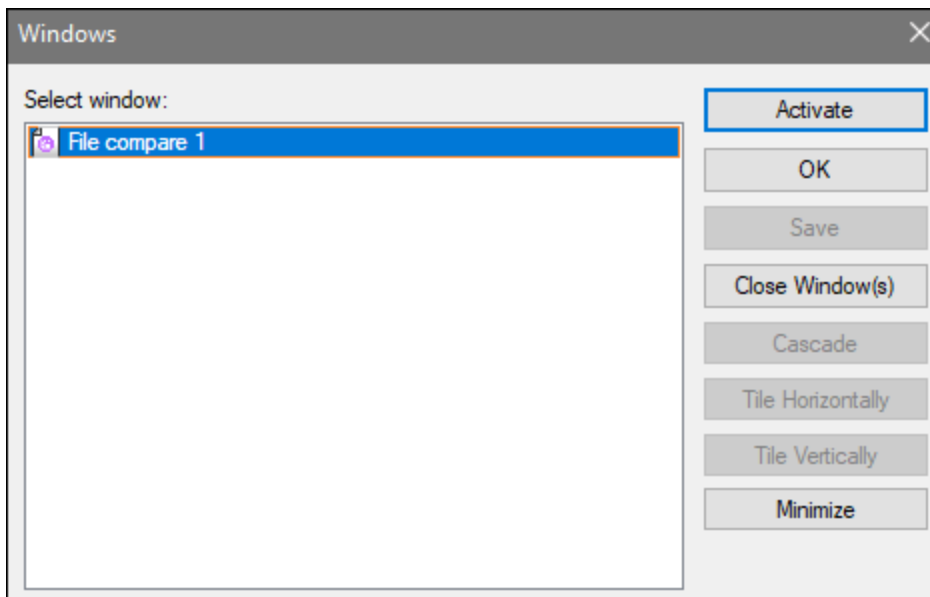 Windows
Select window:
File compare 1
Activate
OK
Save
Close Window(s)
Cascade
Tile Horizontally
Tile Vertically
Minimize